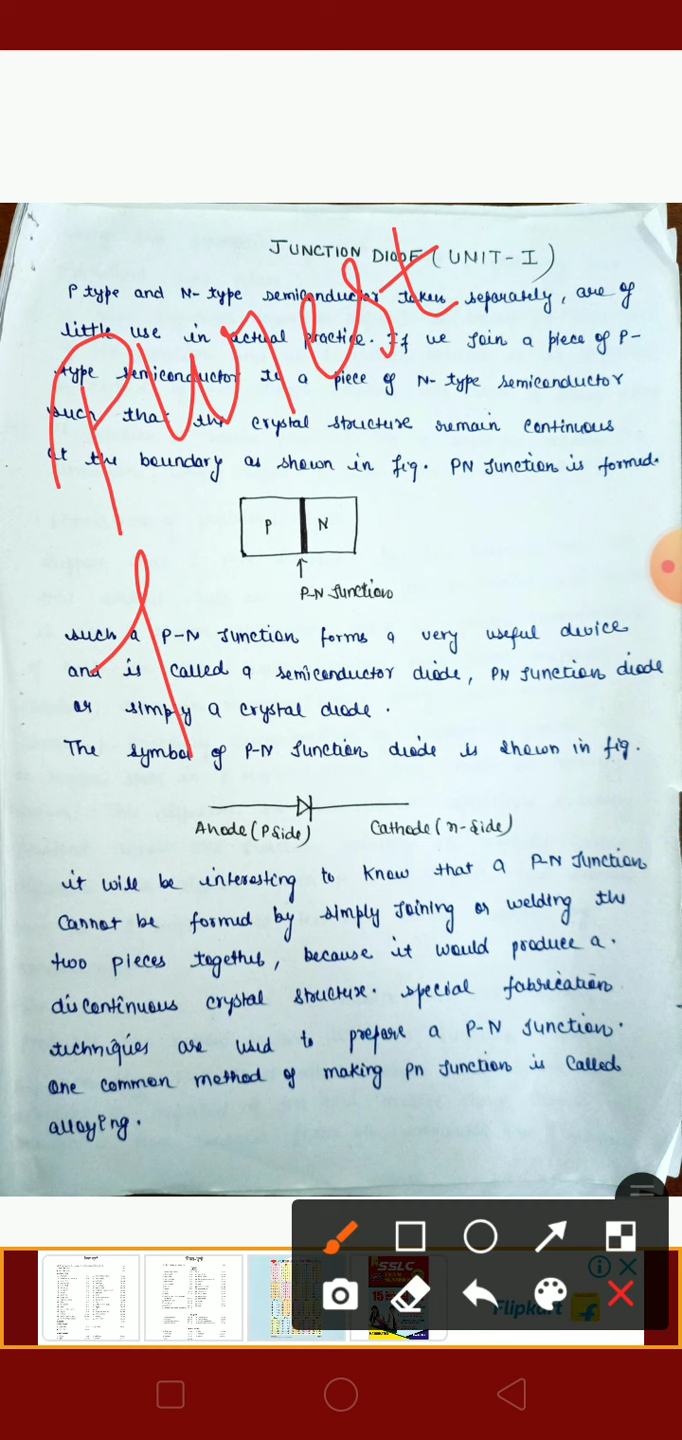 JUNCTION DIODE (UNIT-I)
P type and N-type semiconductor taken separately, are of
little use in actual practice. If we Join a piece of P-
type semiconductor to a piece of N-type semiconductor
such that the crystal structure remain continuous
at the boundary as shown in fig. PN Junction is formed.
P N
P-N Junction
such a P-N Junction forms a very useful device
and is called a semiconductor diode, PN Junction diode
or simply a crystal diode.
The symbol of P-N Junction diode is shown in fig.
Anode (P side) Cathode (n-side)
it will be interesting to know that a P-N Junction
cannot be formed by simply Joining or welding the
two pieces together, because it would produce a.
discontinuous crystal structure. special fabrication
techniques are used to prepare a P-N Junction.
One common method of making Pn Junction is called
alloying.
SSLC
15
Flipkart